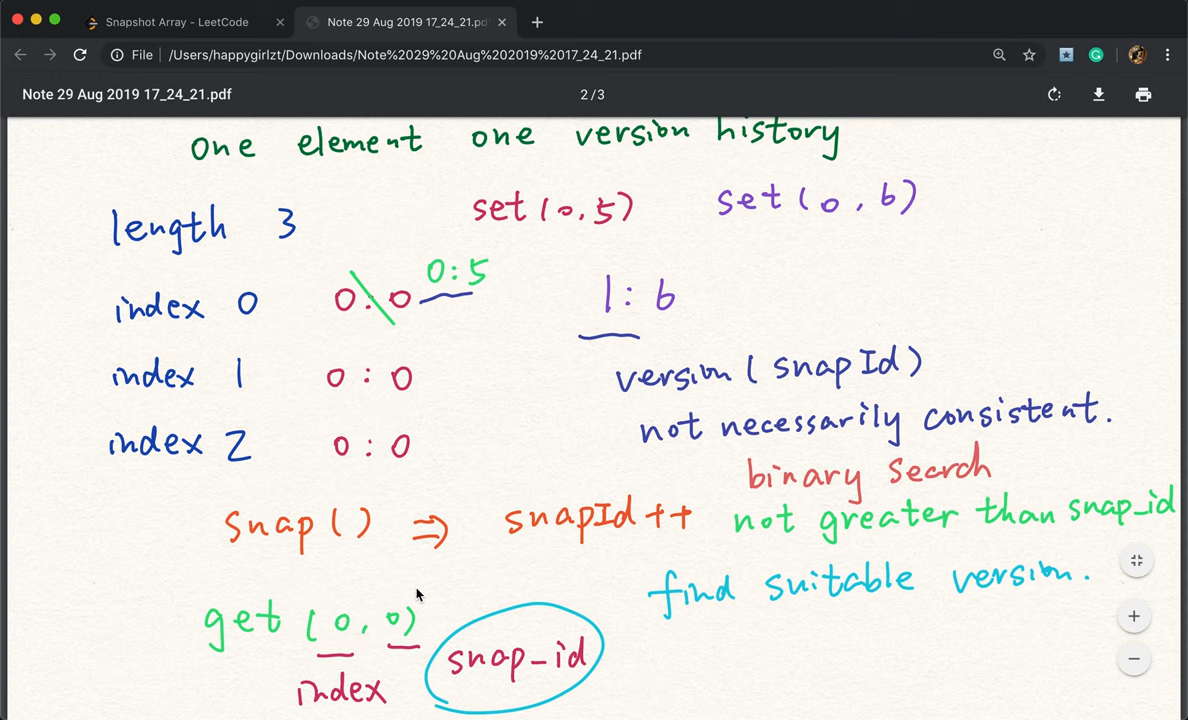 Snapshot Array - LeetCode
Note 29 Aug 2019 17_24_21.pd
File
/Users/happygirlzt/Downloads/Note%2029%20Aug%202019%2017_24_21.pdf
Note 29 Aug 2019 17_24_21.pdf
2 / 3
one element one version history
length 3 set(0,5) set(0,6)
0:5
index 0 0:0 1:6
index 1 0:0 version(snapId)
not necessarily consistent.
index 2 0:0
binary search
snap() ⇒ snapId++ not greater than snap_id
find suitable version.
get(0,0)
snap_id
index